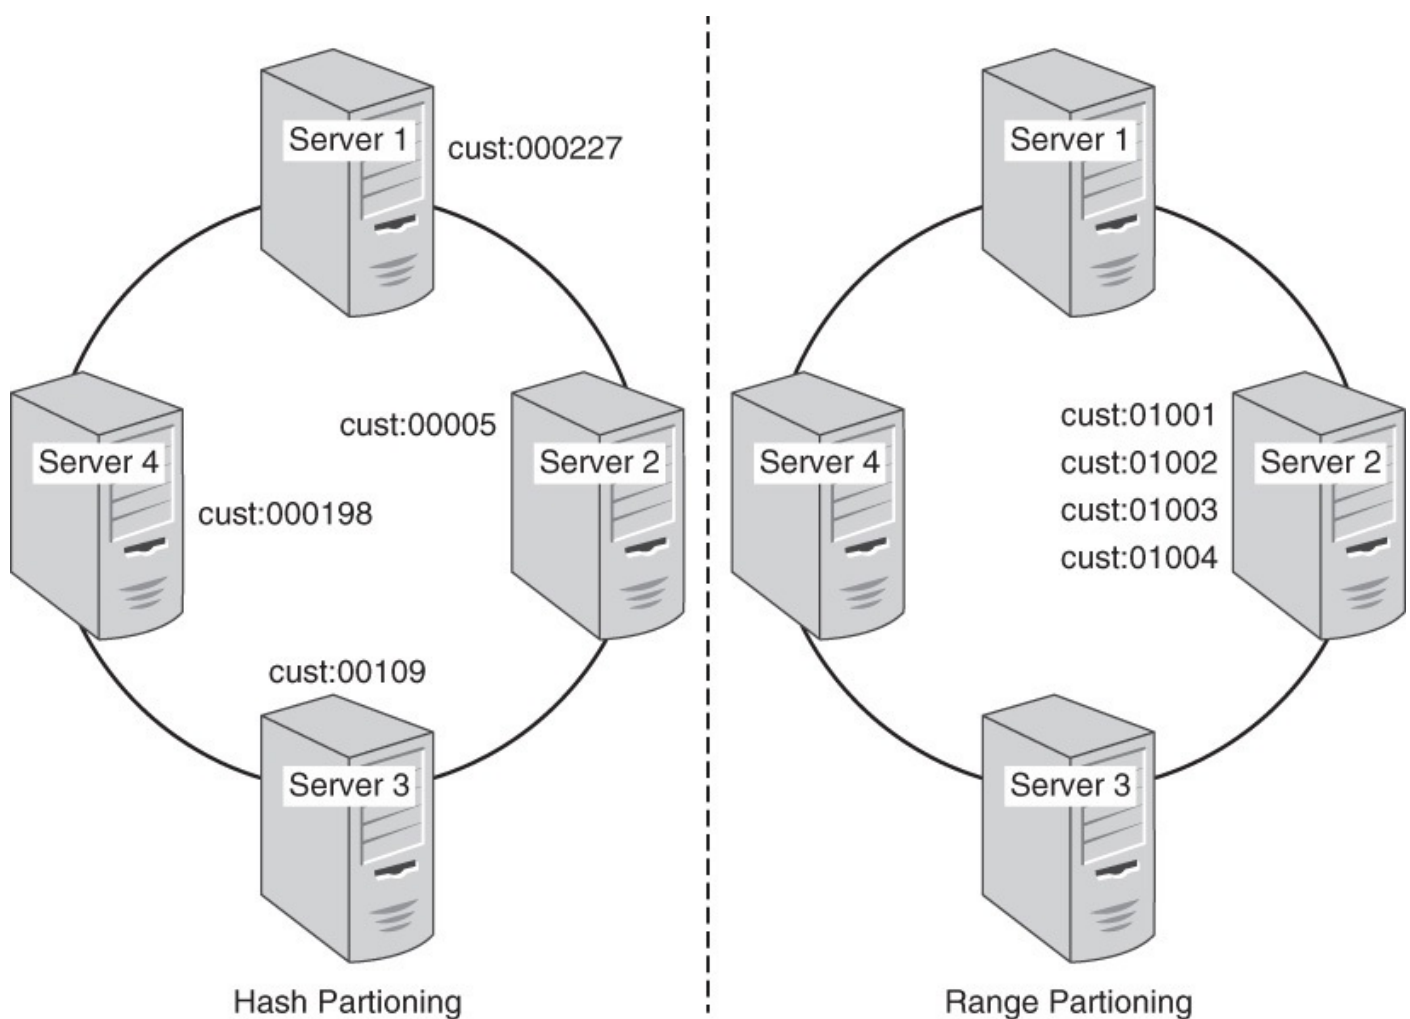 Server 1
cust:000227
Server 4
cust:000198
cust:00005
Server 2
cust:00109
Server 3
Hash Partioning
Server 1
Server 4
cust:01001
cust:01002
cust:01003
cust:01004
Server 2
Server 3
Range Partioning